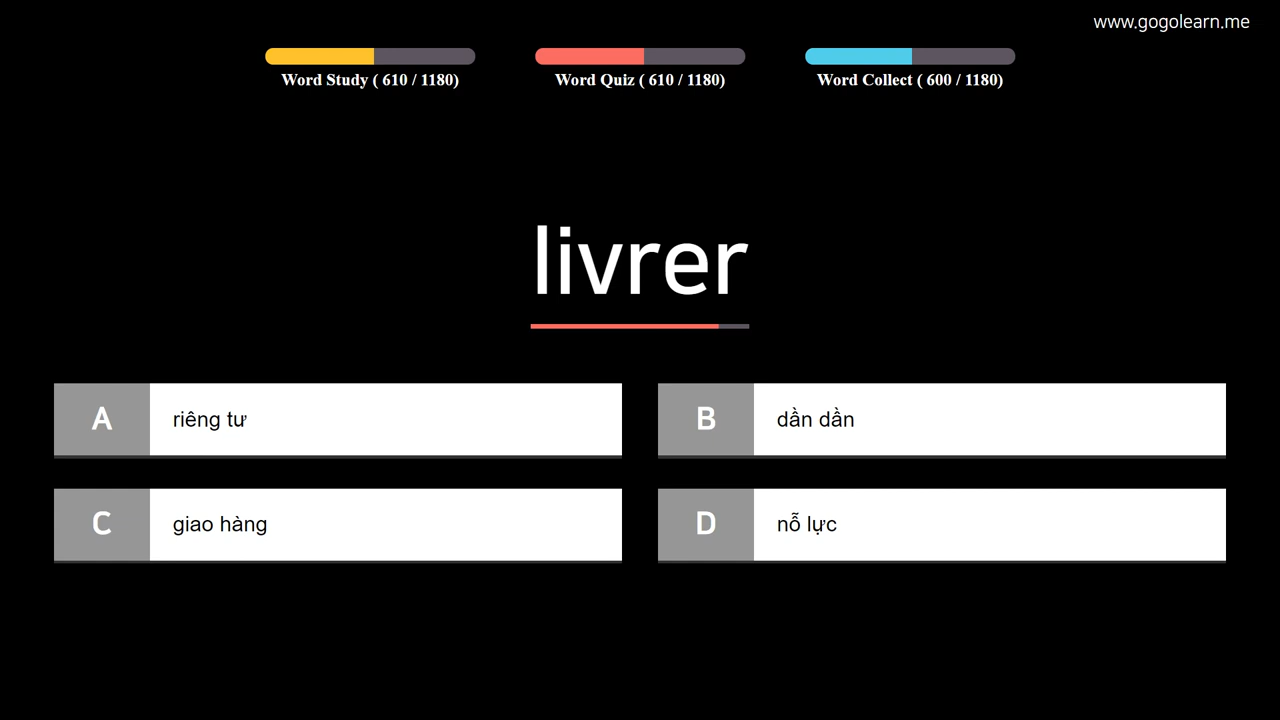 www.gogolearn.me
Word Study ( 610 / 1180)
Word Quiz ( 610 / 1180)
Word Collect ( 600 / 1180)
livrer
A riêng tư
B dần dần
C giao hàng
D nỗ lực